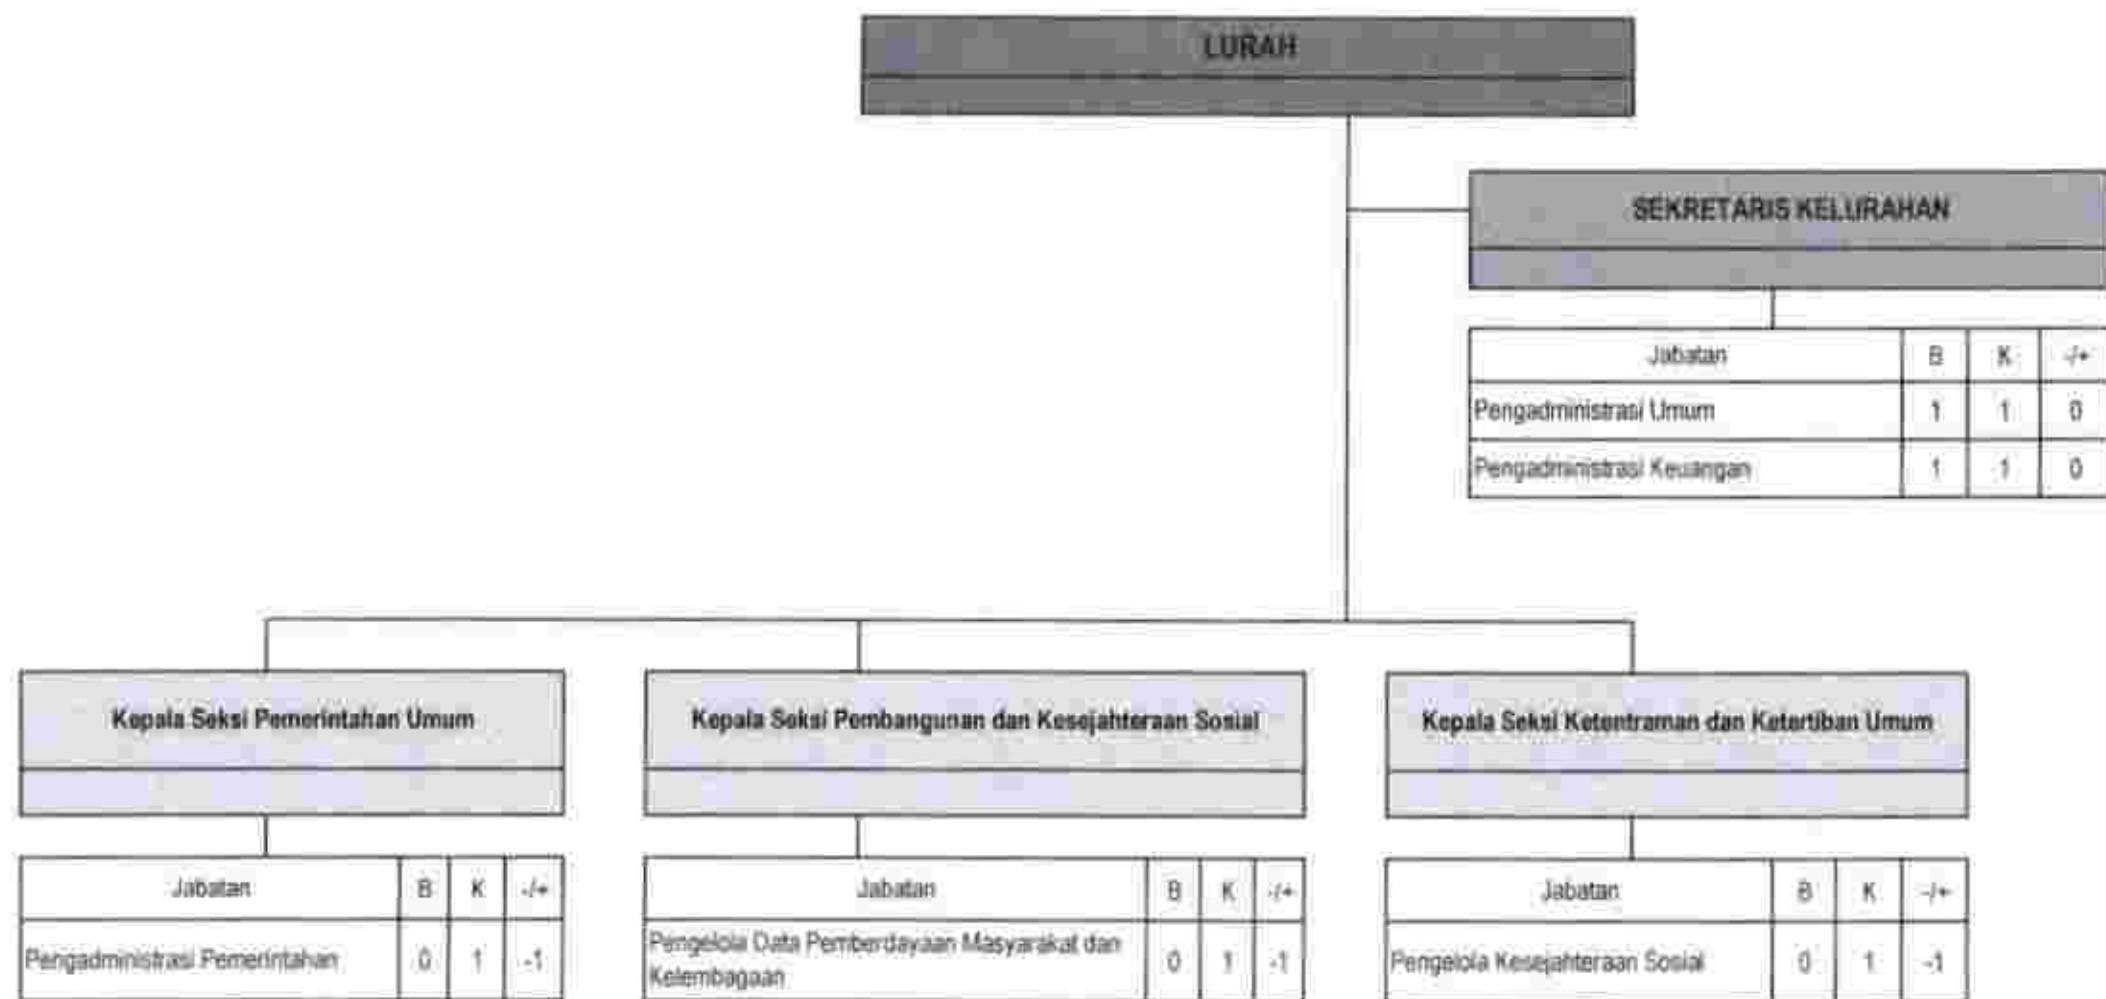 LURAH
SEKRETARIS KELURAHAN
Jabatan B K -/+
Pengadministrasi Umum 1 1 0
Pengadministrasi Keuangan 1 1 0
Kepala Seksi Pemerintahan Umum
Jabatan B K -/+
Pengadministrasi Pemerintahan 0 1 -1
Kepala Seksi Pembangunan dan Kesejahteraan Sosial
Jabatan B K -/+
Pengelola Data Pemberdayaan Masyarakat dan
Kelembagaan 0 1 -1
Kepala Seksi Ketentraman dan Ketertiban Umum
Jabatan B K -/+
Pengelola Kesejahteraan Sosial 0 1 -1